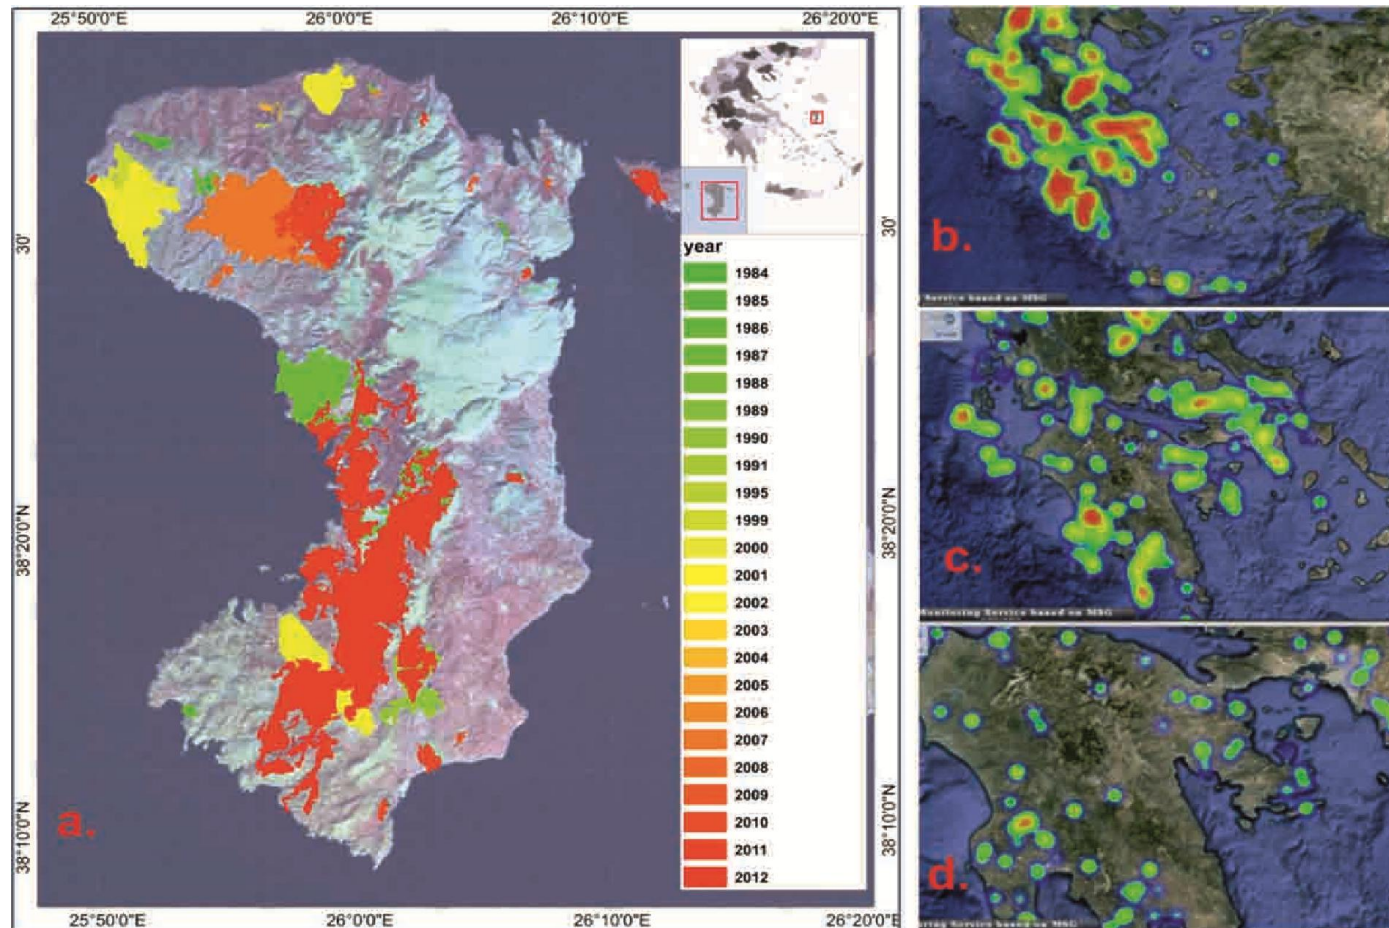 25°50'0"E 26°0'0"E 26°10'0"E 26°20'0"E
30'
38°20'0"N
38°10'0"N
a.
year
1984
1985
1986
1987
1988
1989
1990
1991
1995
1999
2000
2001
2002
2003
2004
2005
2006
2007
2008
2009
2010
2011
2012
30'
38°20'0"N
38°10'0"N
25°50'0"E 26°0'0"E 26°10'0"E 26°20'0"E
b.
g Service based on MSG
c.
Monitoring Service based on MSG
d.
ring Service based on MSG